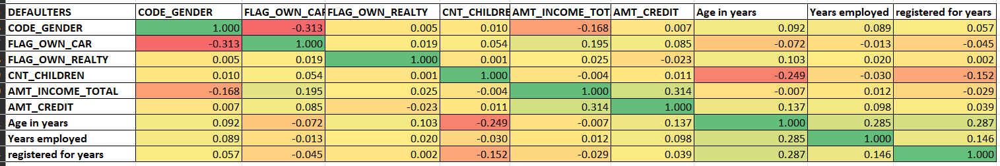 DEFAULTERS CODE_GENDER FLAG_OWN_CAR FLAG_OWN_REALTY CNT_CHILDRE AMT_INCOME_TOT AMT_CREDIT Age in years Years employed registered for years
CODE_GENDER 1.000 -0.313 0.005 0.010 -0.168 0.007 0.092 0.089 0.057
FLAG_OWN_CAR -0.313 1.000 0.019 0.054 0.195 0.085 -0.072 -0.013 -0.045
FLAG_OWN_REALTY 0.005 0.019 1.000 0.001 0.025 -0.023 0.103 0.020 0.002
CNT_CHILDREN 0.010 0.054 0.001 1.000 -0.004 0.011 -0.249 -0.030 -0.152
AMT_INCOME_TOTAL -0.168 0.195 0.025 -0.004 1.000 0.314 -0.007 0.012 -0.029
AMT_CREDIT 0.007 0.085 -0.023 0.011 0.314 1.000 0.137 0.098 0.039
Age in years 0.092 -0.072 0.103 -0.249 -0.007 0.137 1.000 0.285 0.287
Years employed 0.089 -0.013 0.020 -0.030 0.012 0.098 0.285 1.000 0.146
registered for years 0.057 -0.045 0.002 -0.152 -0.029 0.039 0.287 0.146 1.000